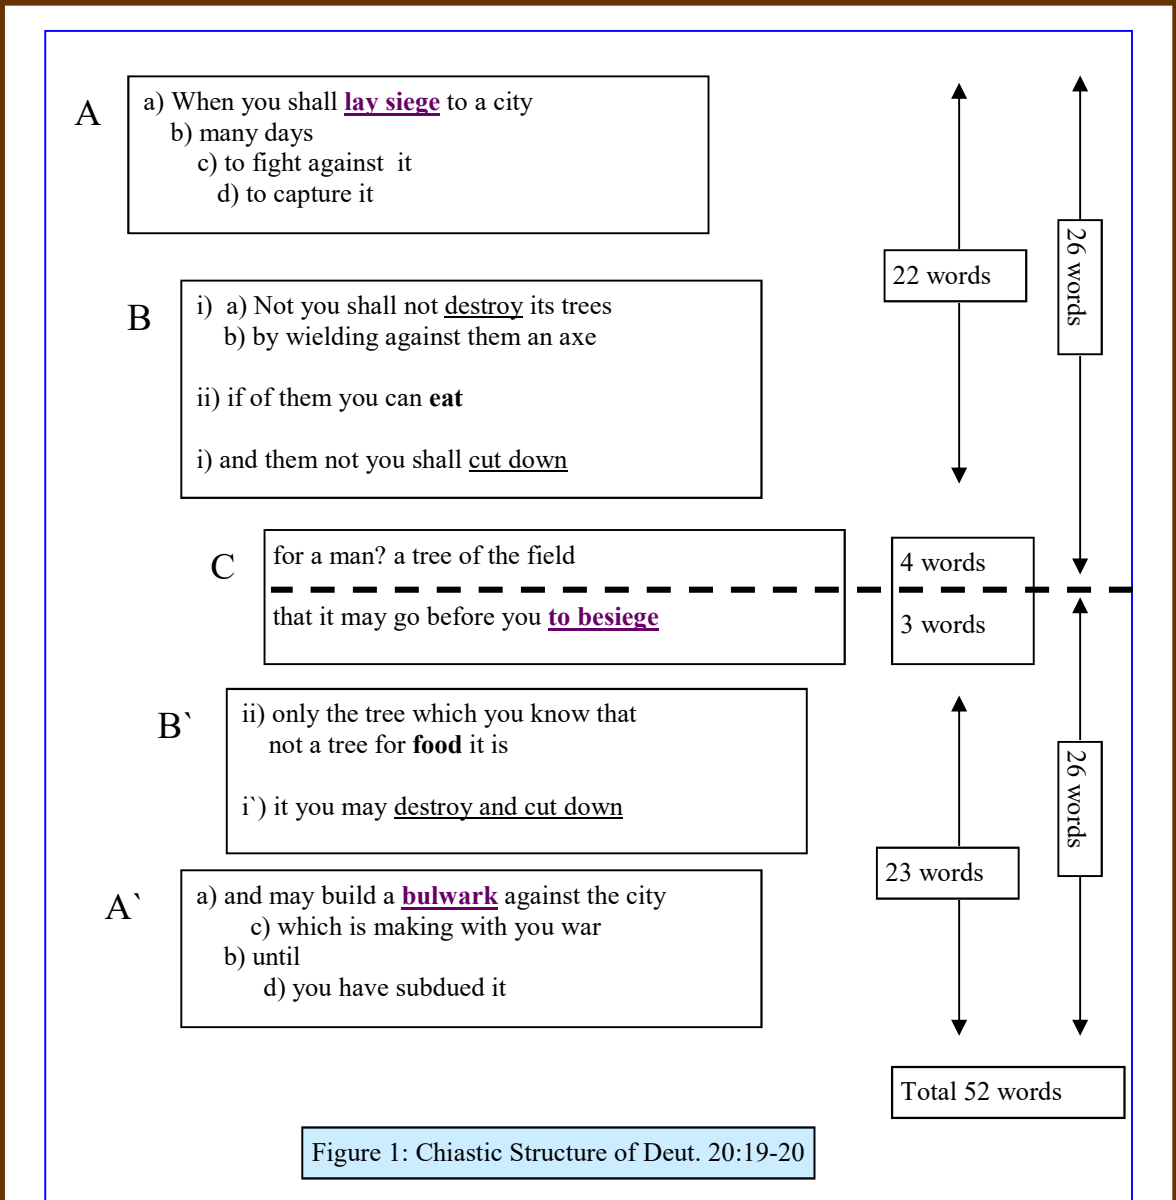 A
a) When you shall lay siege to a city
b) many days
c) to fight against it
d) to capture it
B
i) a) Not you shall not destroy its trees
b) by wielding against them an axe
ii) if of them you can eat
i) and them not you shall cut down
22 words
26 words
C
for a man? a tree of the field
that it may go before you to besiege
4 words
3 words
B`
ii) only the tree which you know that
not a tree for food it is
i`) it you may destroy and cut down
A`
a) and may build a bulwark against the city
c) which is making with you war
b) until
d) you have subdued it
23 words
26 words
Total 52 words
Figure 1: Chiastic Structure of Deut. 20:19-20